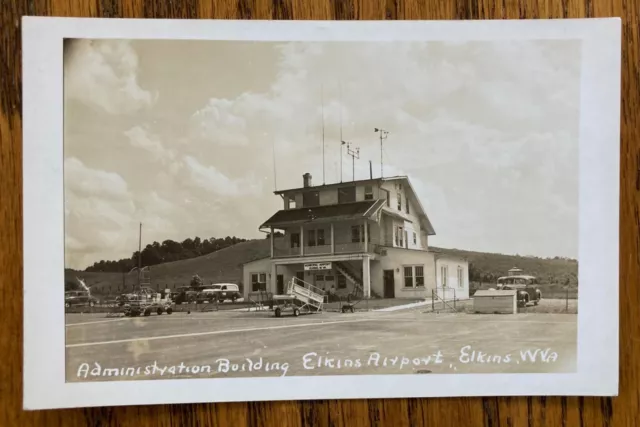 Administration Building Elkins Airport, Elkins, W.VA